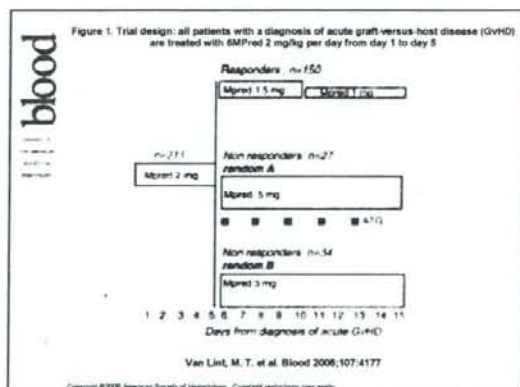 Figure 1. Trial design: all patients with a diagnosis of acute graft-versus-host disease (GvHD)
are treated with 6MPred 2 mg/kg per day from day 1 to day 5
blood
Responders n=150
Mpred 1.5 mg
Mpred 1 mg
n=211
Mpred 2 mg
Non responders n=27
random A
Mpred 5 mg
ATG
Non responders n=34
random B
Mpred 5 mg
1 2 3 4 5 6 7 8 9 10 11 12 13 14 15
Days from diagnosis of acute GvHD
Van Lint, M. T. et al. Blood 2006;107:4177